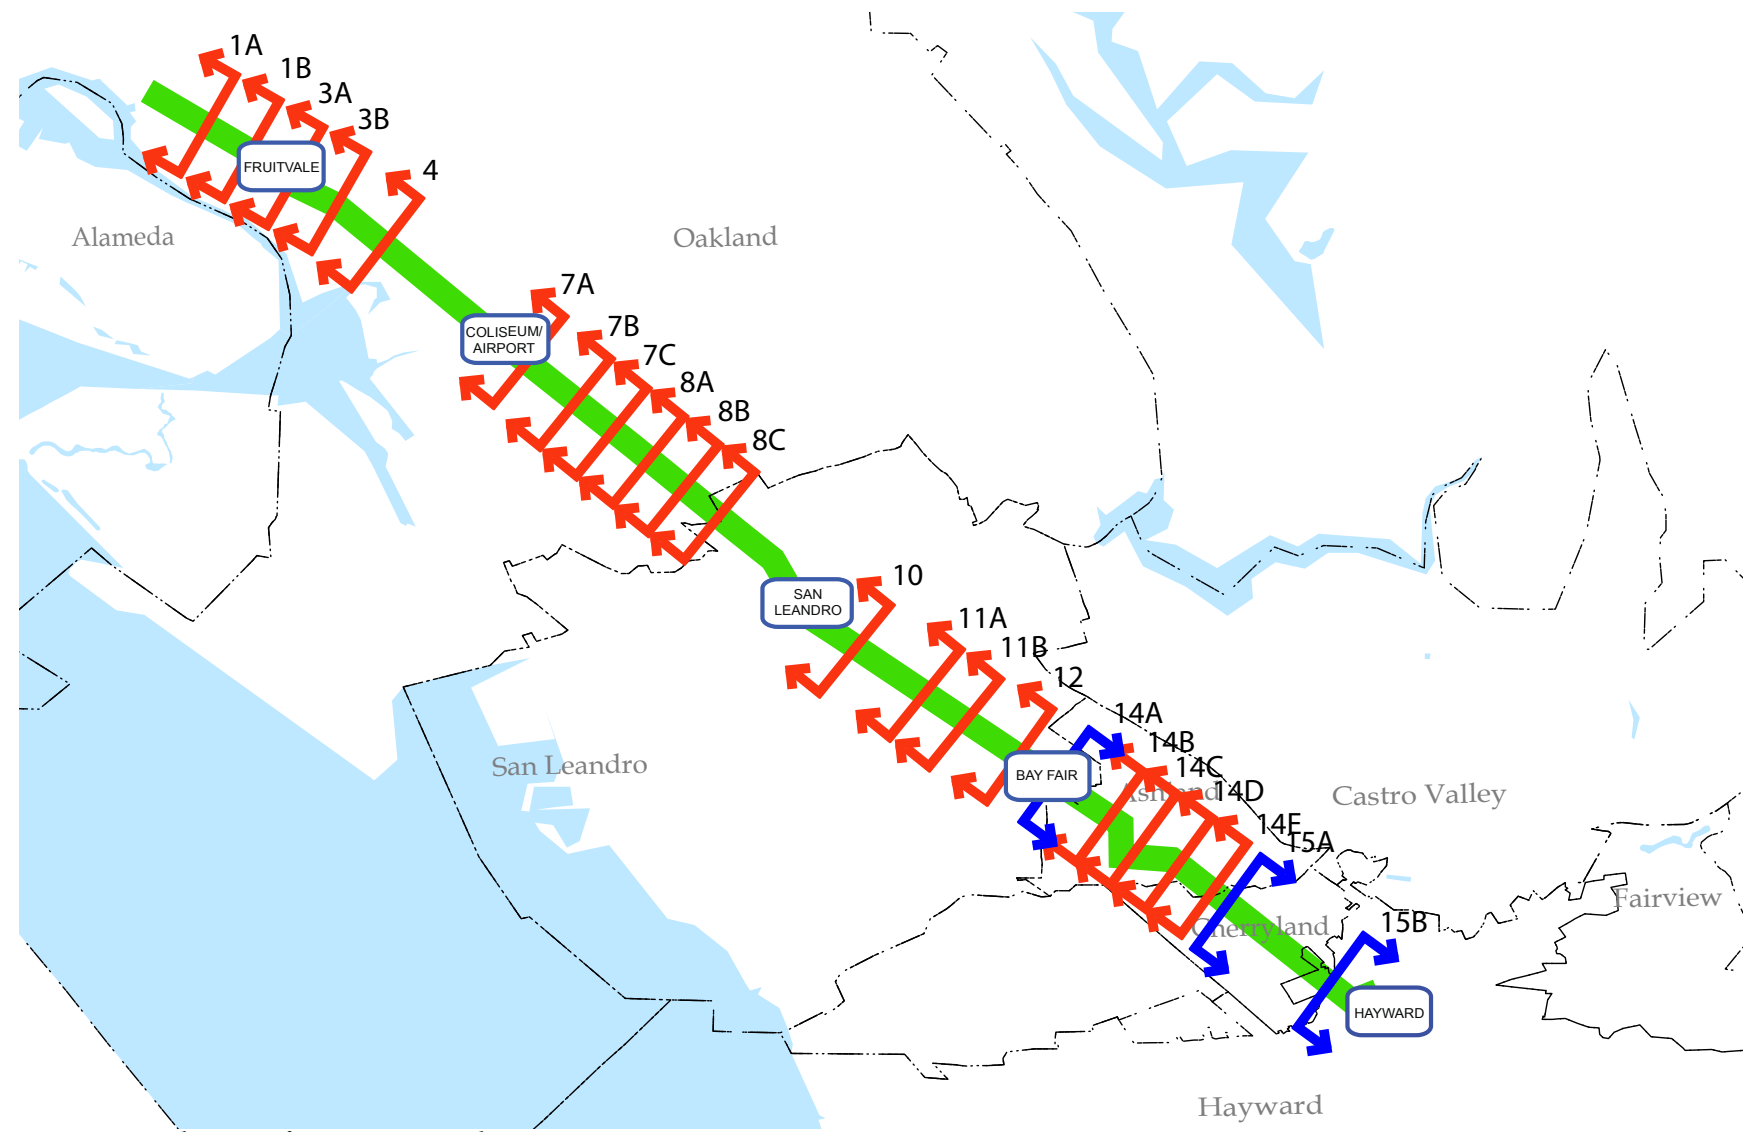 1A
1B
3A
3B
4
FRUITVALE
Alameda
Oakland
7A
7B
7C
8A
8B
8C
COLISEUM/
AIRPORT
SAN
LEANDRO
10
11A
11B
12
14A
14B
14C
14D
14E
15A
BAY FAIR
Ashland
San Leandro
Castro Valley
Fairview
Cherryland
15B
HAYWARD
Hayward